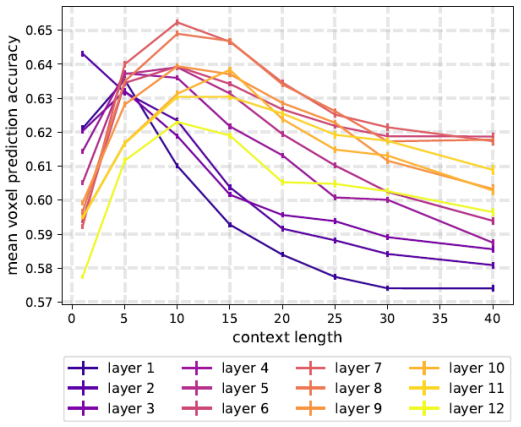 0.65
0.64
0.63
0.62
0.61
0.60
0.59
0.58
0.57
mean voxel prediction accuracy
0 5 10 15 20 25 30 35 40
context length
layer 1 layer 4 layer 7 layer 10
layer 2 layer 5 layer 8 layer 11
layer 3 layer 6 layer 9 layer 12